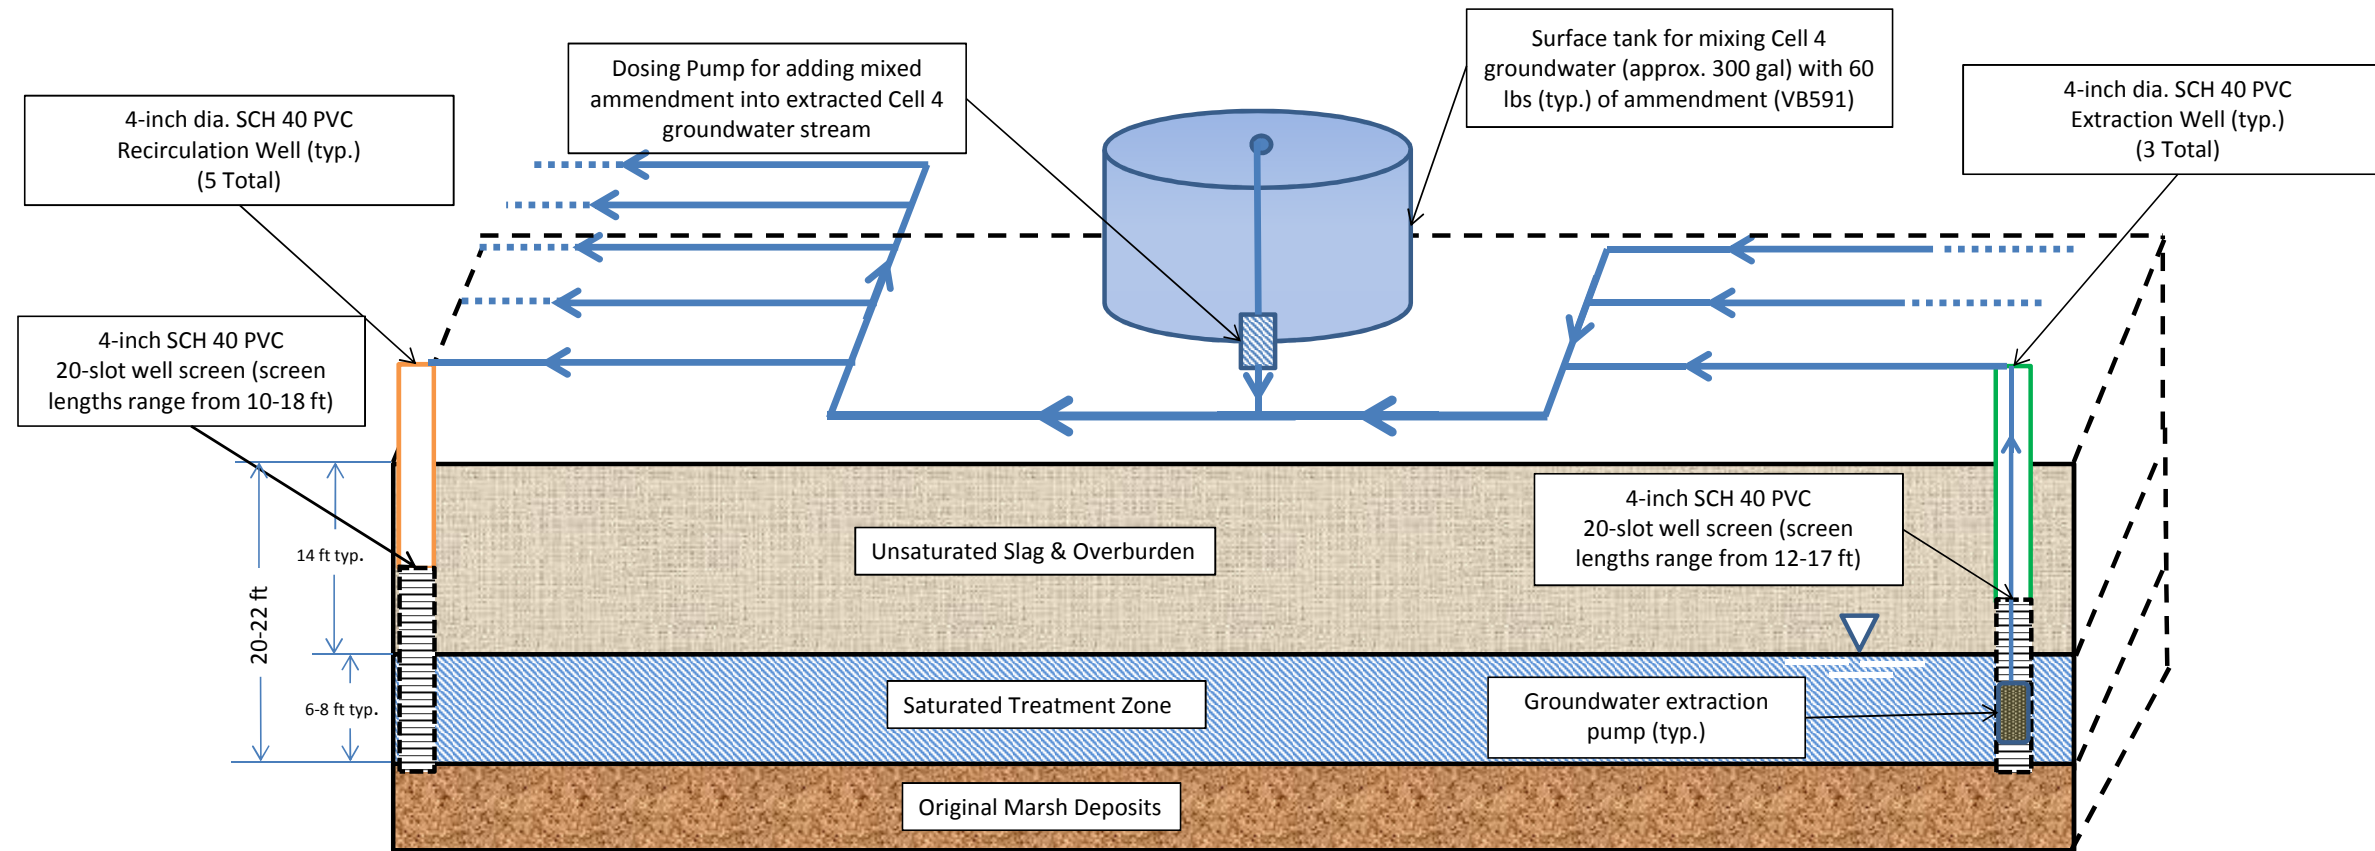 Dosing Pump for adding mixed
ammendment into extracted Cell 4
groundwater stream
Surface tank for mixing Cell 4
groundwater (approx. 300 gal) with 60
lbs (typ.) of ammendment (VB591)
4-inch dia. SCH 40 PVC
Recirculation Well (typ.)
(5 Total)
4-inch dia. SCH 40 PVC
Extraction Well (typ.)
(3 Total)
4-inch SCH 40 PVC
20-slot well screen (screen
lengths range from 10-18 ft)
4-inch SCH 40 PVC
20-slot well screen (screen
lengths range from 12-17 ft)
14 ft typ.
Unsaturated Slag & Overburden
20-22 ft
6-8 ft typ.
Saturated Treatment Zone
Groundwater extraction
pump (typ.)
Original Marsh Deposits